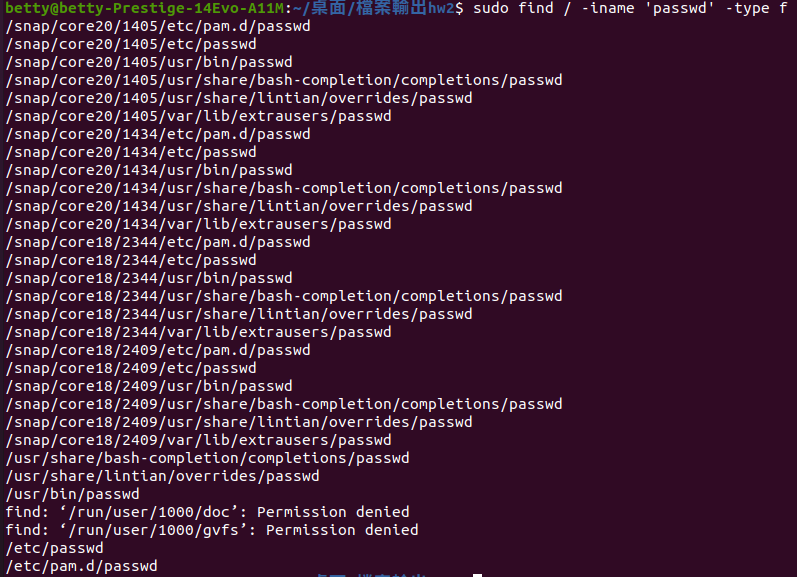 betty@betty-Prestige-14Evo-A11M:~/桌面/檔案輸出hw2$ sudo find / -iname 'passwd' -type f
/snap/core20/1405/etc/pam.d/passwd
/snap/core20/1405/etc/passwd
/snap/core20/1405/usr/bin/passwd
/snap/core20/1405/usr/share/bash-completion/completions/passwd
/snap/core20/1405/usr/share/lintian/overrides/passwd
/snap/core20/1405/var/lib/extrausers/passwd
/snap/core20/1434/etc/pam.d/passwd
/snap/core20/1434/etc/passwd
/snap/core20/1434/usr/bin/passwd
/snap/core20/1434/usr/share/bash-completion/completions/passwd
/snap/core20/1434/usr/share/lintian/overrides/passwd
/snap/core20/1434/var/lib/extrausers/passwd
/snap/core18/2344/etc/pam.d/passwd
/snap/core18/2344/etc/passwd
/snap/core18/2344/usr/bin/passwd
/snap/core18/2344/usr/share/bash-completion/completions/passwd
/snap/core18/2344/usr/share/lintian/overrides/passwd
/snap/core18/2344/var/lib/extrausers/passwd
/snap/core18/2409/etc/pam.d/passwd
/snap/core18/2409/etc/passwd
/snap/core18/2409/usr/bin/passwd
/snap/core18/2409/usr/share/bash-completion/completions/passwd
/snap/core18/2409/usr/share/lintian/overrides/passwd
/snap/core18/2409/var/lib/extrausers/passwd
/usr/share/bash-completion/completions/passwd
/usr/share/lintian/overrides/passwd
/usr/bin/passwd
find: ‘/run/user/1000/doc’: Permission denied
find: ‘/run/user/1000/gvfs’: Permission denied
/etc/passwd
/etc/pam.d/passwd